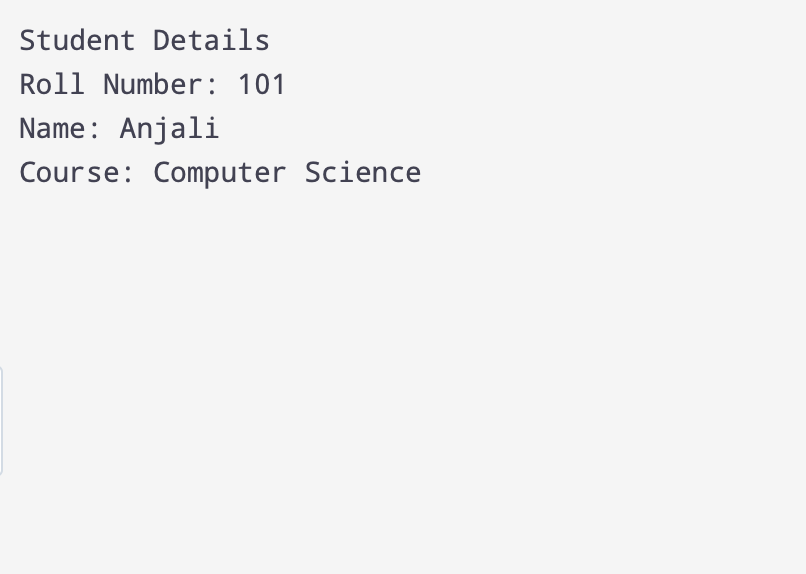 Student Details
Roll Number: 101
Name: Anjali
Course: Computer Science